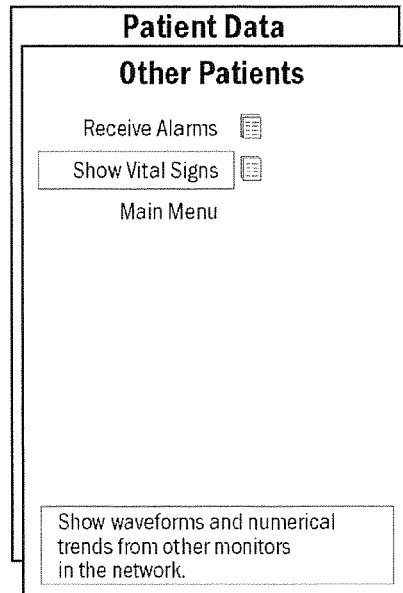 Patient Data
Other Patients
Receive Alarms
Show Vital Signs
Main Menu
Show waveforms and numerical
trends from other monitors
in the network.